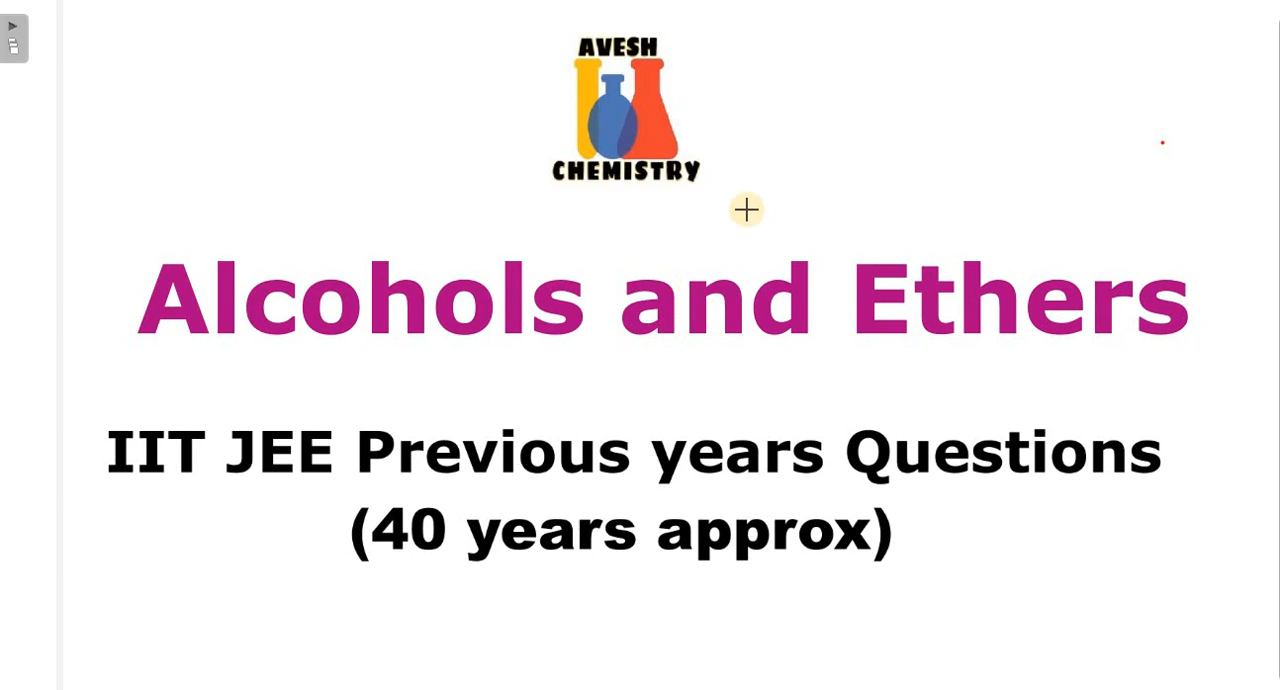 AVESH
CHEMISTRY
Alcohols and Ethers
IIT JEE Previous years Questions
(40 years approx)